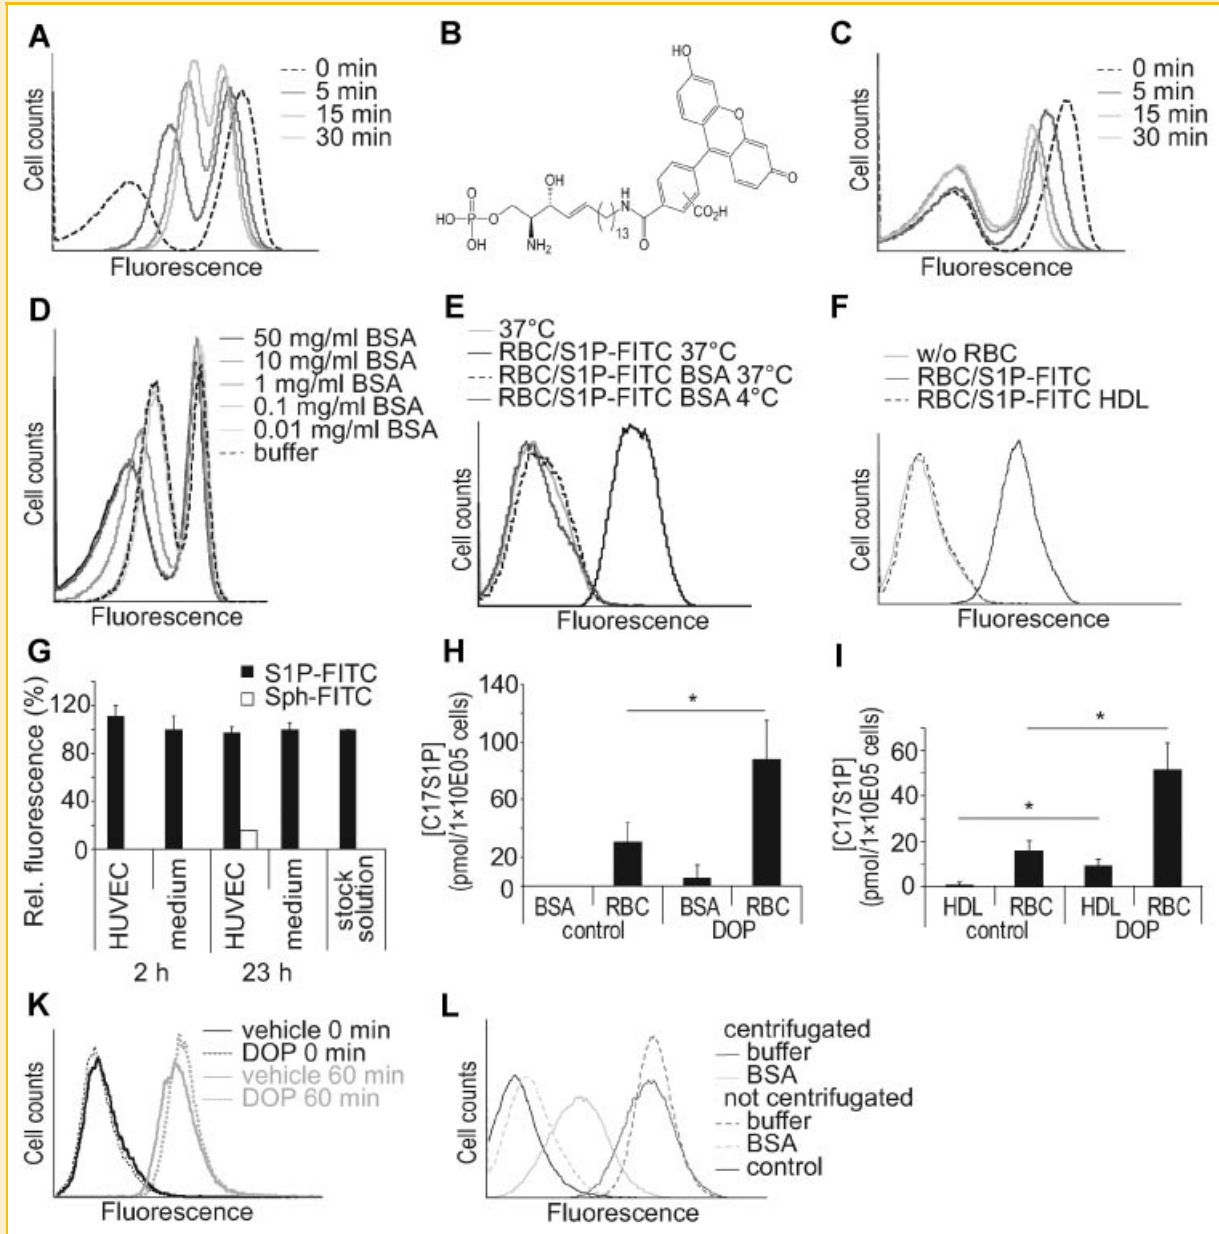 A
Cell counts
Fluorescence
0 min
5 min
15 min
30 min
B
HO
O
O
CO₂H
H
N
O
13
OH
NH₂
O
O
HO P
OH
C
Cell counts
Fluorescence
0 min
5 min
15 min
30 min
D
Cell counts
Fluorescence
50 mg/ml BSA
10 mg/ml BSA
1 mg/ml BSA
0.1 mg/ml BSA
0.01 mg/ml BSA
buffer
E
37°C
RBC/S1P-FITC 37°C
RBC/S1P-FITC BSA 37°C
RBC/S1P-FITC BSA 4°C
Cell counts
Fluorescence
F
w/o RBC
RBC/S1P-FITC
RBC/S1P-FITC HDL
Cell counts
Fluorescence
G
S1P-FITC
Sph-FITC
Rel. fluorescence (%)
120
80
40
0
HUVEC
medium
HUVEC
medium
stock
solution
2 h
23 h
H
[C17S1P]
(pmol/1×10E05 cells)
140
100
60
20
0
*
BSA RBC BSA RBC
control DOP
I
[C17S1P]
(pmol/1×10E05 cells)
60
40
20
0
*
*
HDL RBC HDL RBC
control DOP
K
vehicle 0 min
DOP 0 min
vehicle 60 min
DOP 60 min
Cell counts
Fluorescence
L
centrifugated
buffer
BSA
not centrifugated
buffer
BSA
control
Cell counts
Fluorescence